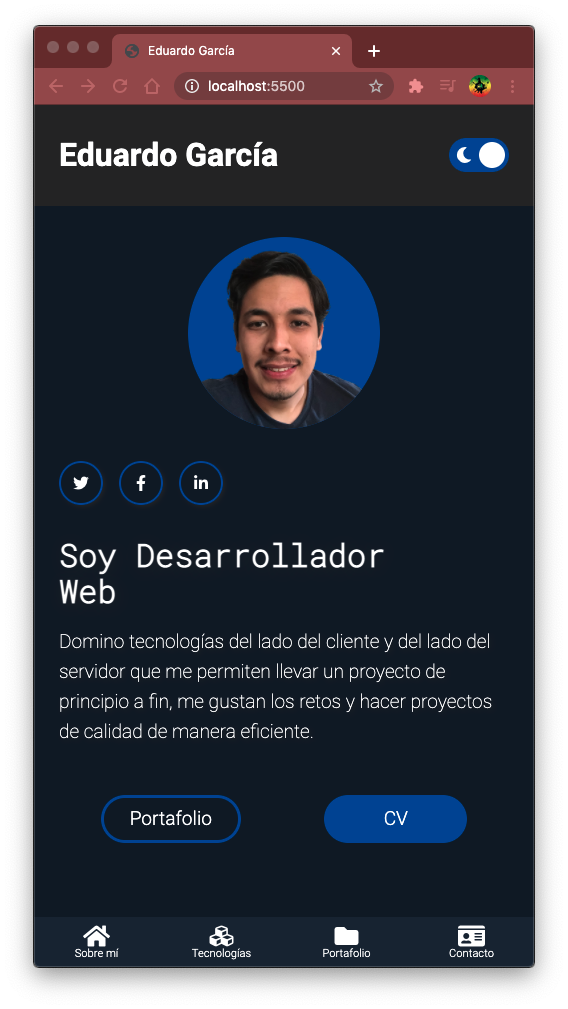 Eduardo García
localhost:5500
Eduardo García
Soy Desarrollador
Web
Domino tecnologías del lado del cliente y del lado del
servidor que me permiten llevar un proyecto de
principio a fin, me gustan los retos y hacer proyectos
de calidad de manera eficiente.
Portafolio
CV
Sobre mí
Tecnologías
Portafolio
Contacto